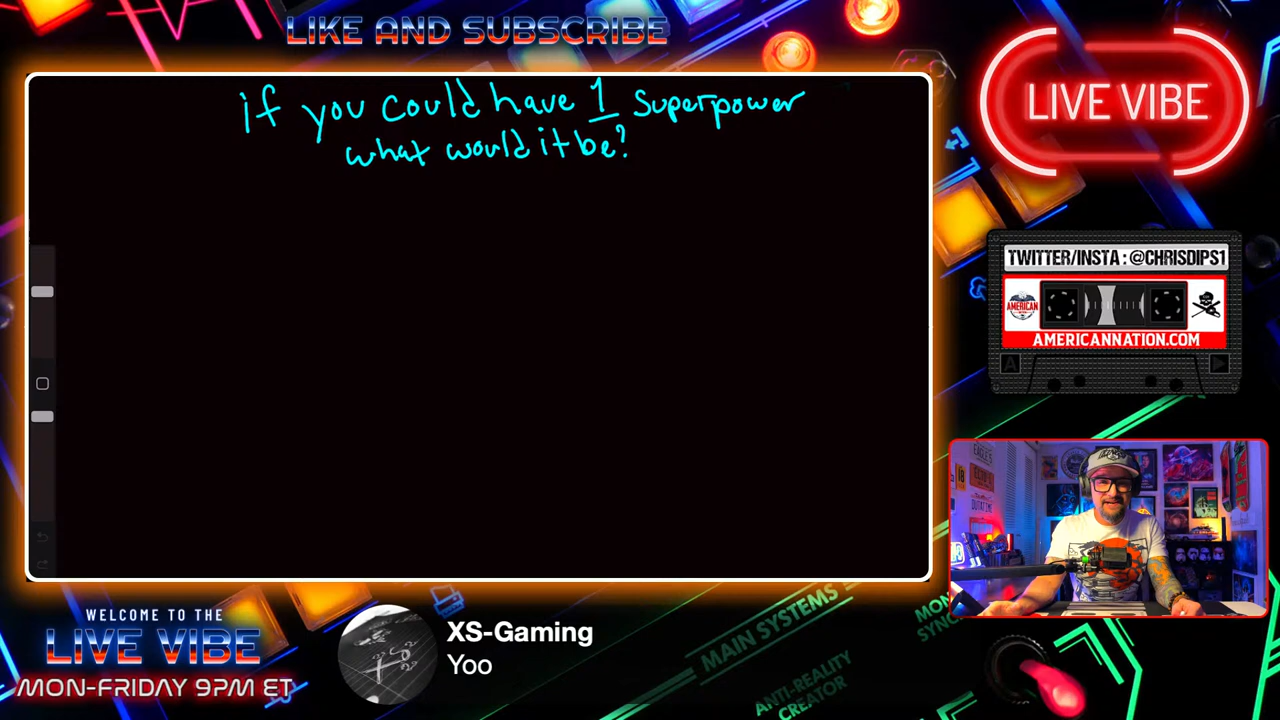 LIKE AND SUBSCRIBE
if you could have 1 Superpower
what would it be?
LIVE VIBE
TWITTER/INSTA : @CHRISDIPS1
AMERICAN
AMERICANNATION.COM
A
WELCOME TO THE
LIVE VIBE
MON-FRIDAY 9PM ET
XS-Gaming
Yoo
MAIN SYSTEMS
ANTI-REALITY
CREATOR